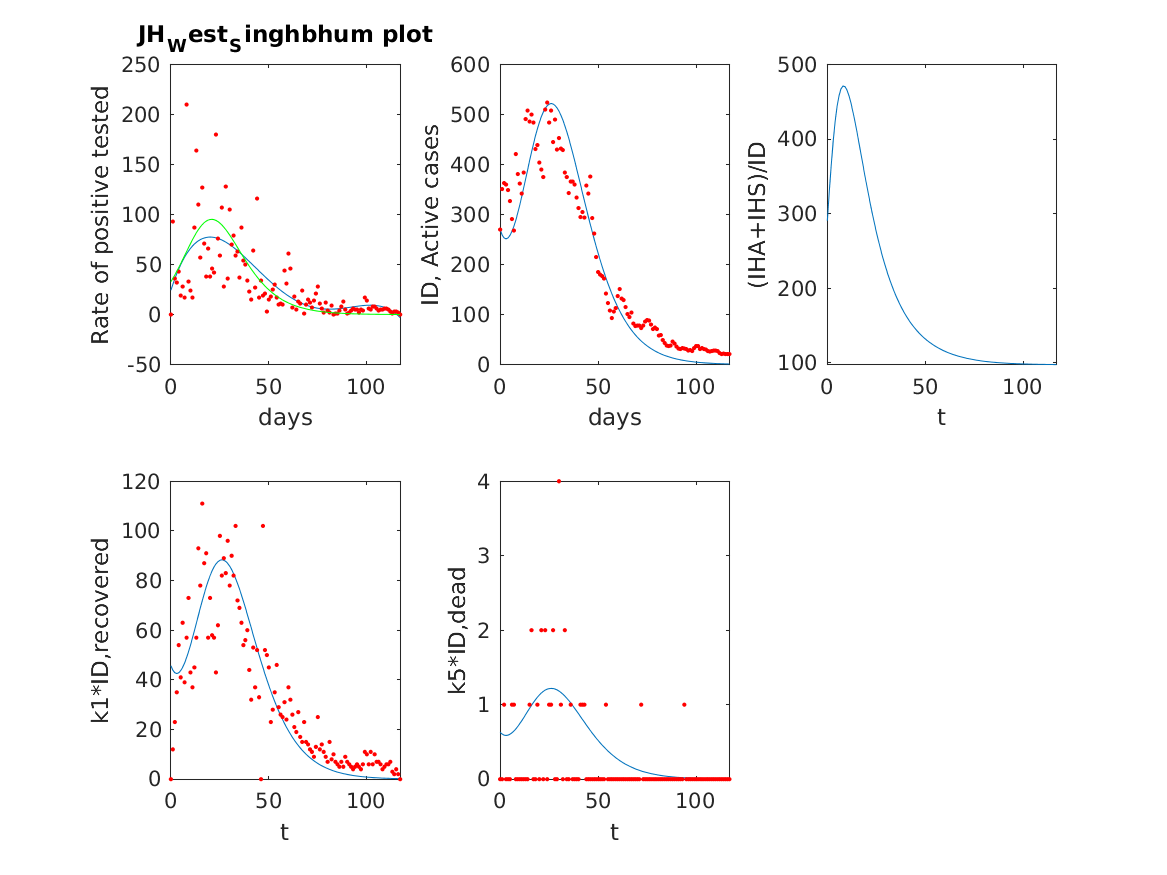 JH_West_Singhbhum plot
250
200
150
100
50
0
-50
Rate of positive tested
0 50 100
days
600
500
400
300
200
100
0
ID, Active cases
0 50 100
days
500
400
300
200
100
(IHA+IHS)/ID
0 50 100
t
120
100
80
60
40
20
0
k1*ID,recovered
0 50 100
t
4
3
2
1
0
k5*ID,dead
0 50 100
t